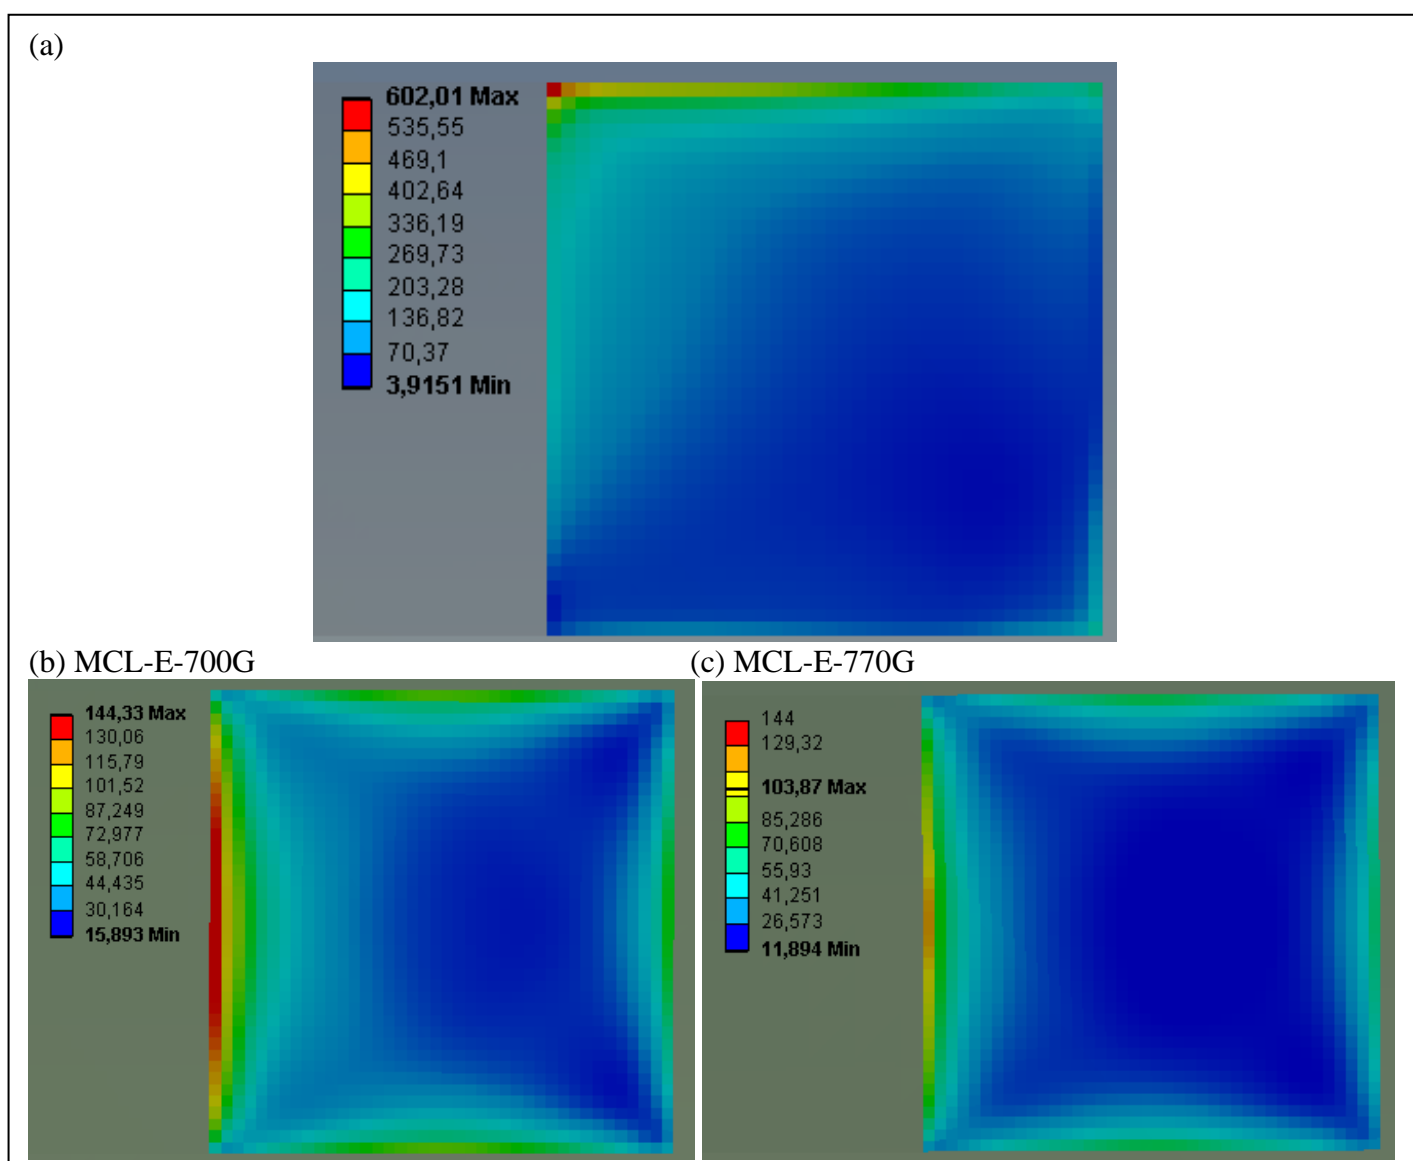 (a)
602,01 Max
535,55
469,1
402,64
336,19
269,73
203,28
136,82
70,37
3,9151 Min
(b) MCL-E-700G
(c) MCL-E-770G
144,33 Max
130,06
115,79
101,52
87,249
72,977
58,706
44,435
30,164
15,893 Min
144
129,32
103,87 Max
85,286
70,608
55,93
41,251
26,573
11,894 Min